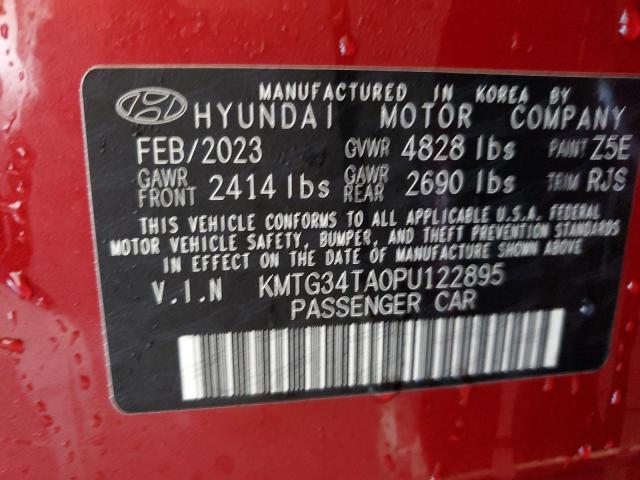 MANUFACTURED IN KOREA BY
HYUNDAI MOTOR COMPANY
FEB/2023 GVWR 4828 lbs PAINT Z5E
GAWR FRONT 2414 lbs GAWR REAR 2690 lbs TRIM RJS
THIS VEHICLE CONFORMS TO ALL APPLICABLE U.S.A. FEDERAL
MOTOR VEHICLE SAFETY, BUMPER, AND THEFT PREVENTION STANDARDS
IN EFFECT ON THE DATE OF MANUFACTURE SHOWN ABOVE.
V.I.N KMTG34TA0PU122895
PASSENGER CAR